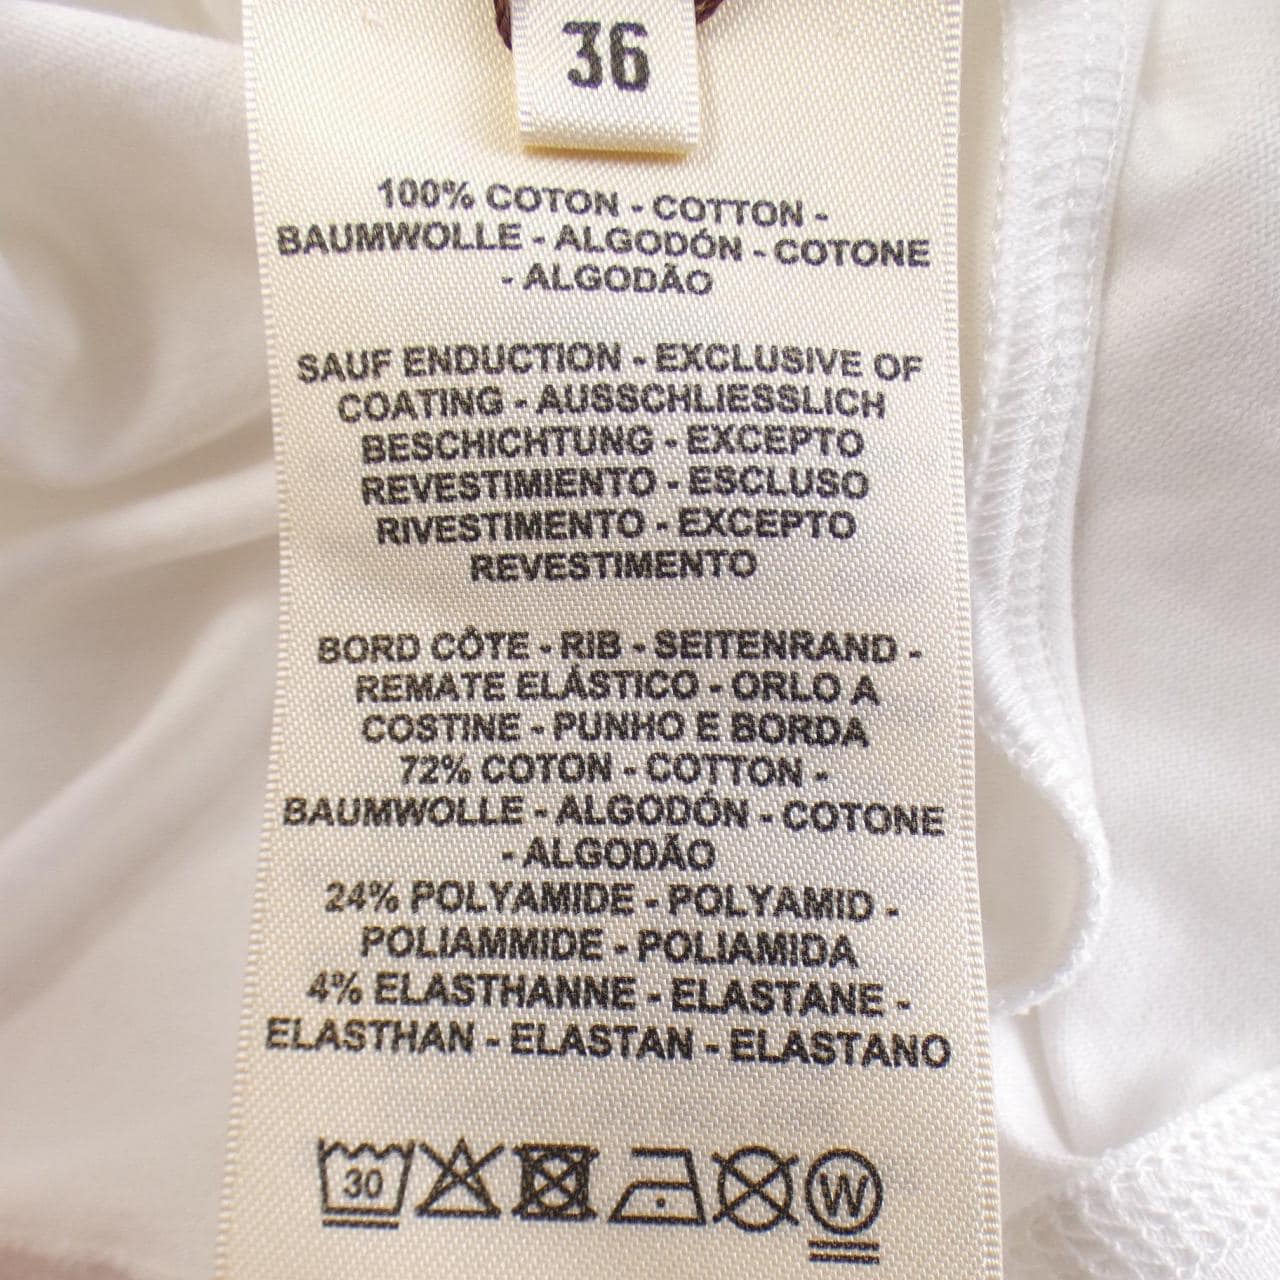 36
100% COTON - COTTON -
BAUMWOLLE - ALGODÓN - COTONE
- ALGODÃO
SAUF ENDUCTION - EXCLUSIVE OF
COATING - AUSSCHLIESSLICH
BESCHICHTUNG - EXCEPTO
REVESTIMIENTO - ESCLUSO
RIVESTIMENTO - EXCEPTO
REVESTIMENTO
BORD CÔTE - RIB - SEITENRAND -
REMATE ELÁSTICO - ORLO A
COSTINE - PUNHO E BORDA
72% COTON - COTTON -
BAUMWOLLE - ALGODÓN - COTONE
- ALGODÃO
24% POLYAMIDE - POLYAMID -
POLIAMMIDE - POLIAMIDA
4% ELASTHANNE - ELASTANE -
ELASTHAN - ELASTAN - ELASTANO
30 W